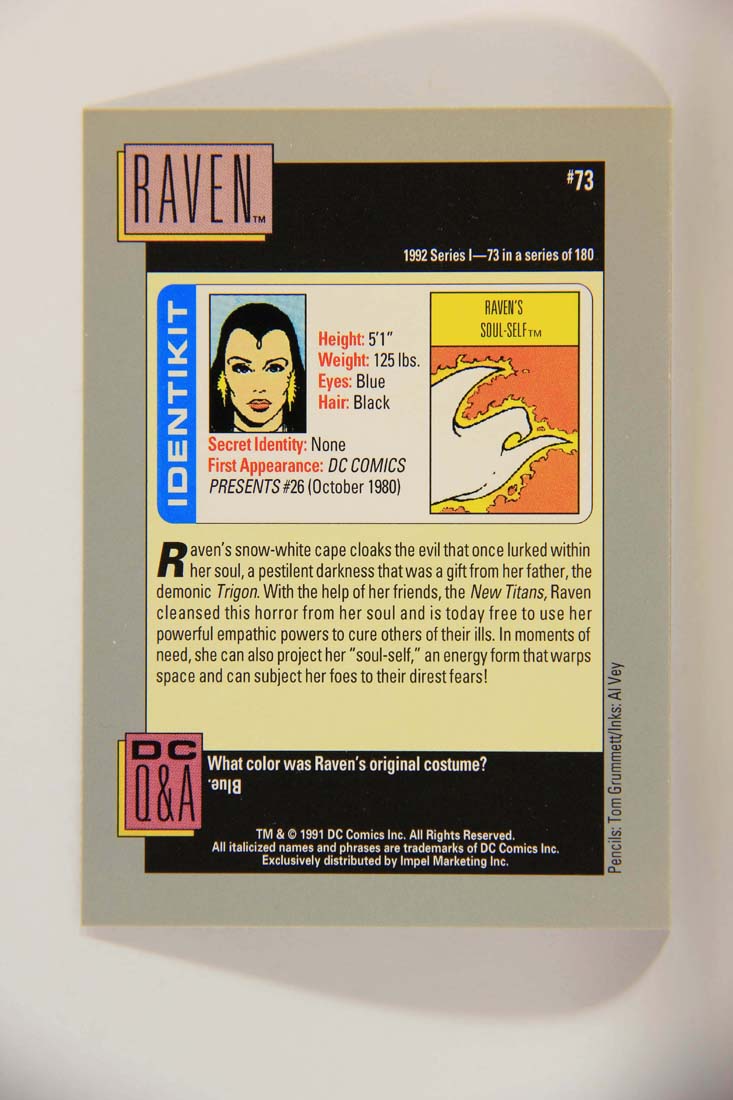 RAVEN™
#73
1992 Series I—73 in a series of 180
IDENTIKIT
Height: 5'1"
Weight: 125 lbs.
Eyes: Blue
Hair: Black
Secret Identity: None
First Appearance: DC COMICS
PRESENTS #26 (October 1980)
RAVEN'S
SOUL-SELF™
Raven's snow-white cape cloaks the evil that once lurked within
her soul, a pestilent darkness that was a gift from her father, the
demonic Trigon. With the help of her friends, the New Titans, Raven
cleansed this horror from her soul and is today free to use her
powerful empathic powers to cure others of their ills. In moments of
need, she can also project her "soul-self," an energy form that warps
space and can subject her foes to their direst fears!
DC
Q&A
What color was Raven's original costume?
Blue.
TM & © 1991 DC Comics Inc. All Rights Reserved.
All italicized names and phrases are trademarks of DC Comics Inc.
Exclusively distributed by Impel Marketing Inc.
Pencils: Tom Grummett/Inks: Al Vey